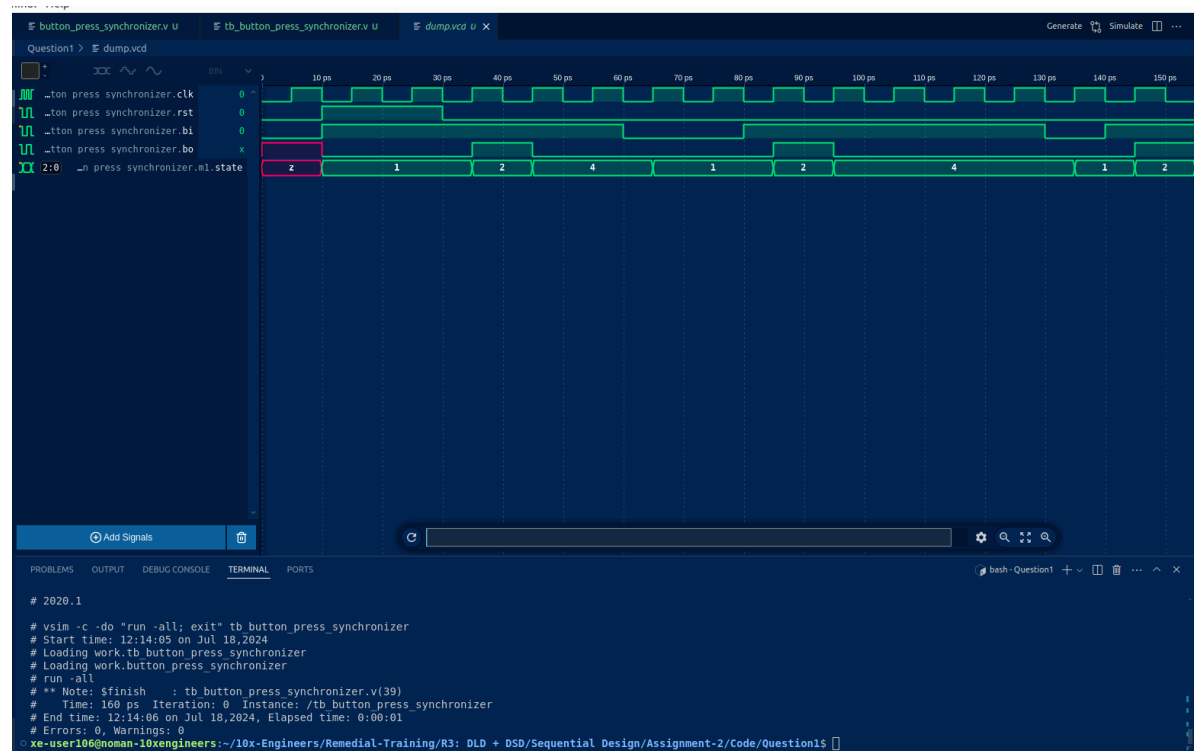 button_press_synchronizer.v U tb_button_press_synchronizer.v U dump.vcd U × Generate Simulate ···
Question1 > dump.vcd
BIN 10 ps 20 ps 30 ps 40 ps 50 ps 60 ps 70 ps 80 ps 90 ps 100 ps 110 ps 120 ps 130 ps 140 ps 150 ps
…ton press synchronizer.clk 0
…ton press synchronizer.rst 0
…tton press synchronizer.bi 0
…tton press synchronizer.bo x
2:0 …n press synchronizer.m1.state z 1 2 4 1 2 4 1 2
Add Signals
PROBLEMS OUTPUT DEBUG CONSOLE TERMINAL PORTS bash - Question1
# 2020.1
# vsim -c -do "run -all; exit" tb_button_press_synchronizer
# Start time: 12:14:05 on Jul 18,2024
# Loading work.tb_button_press_synchronizer
# Loading work.button_press_synchronizer
# run -all
# ** Note: $finish : tb_button_press_synchronizer.v(39)
# Time: 160 ps Iteration: 0 Instance: /tb_button_press_synchronizer
# End time: 12:14:06 on Jul 18,2024, Elapsed time: 0:00:01
# Errors: 0, Warnings: 0
xe-user106@noman-10xengineers:~/10x-Engineers/Remedial-Training/R3: DLD + DSD/Sequential Design/Assignment-2/Code/Question1$